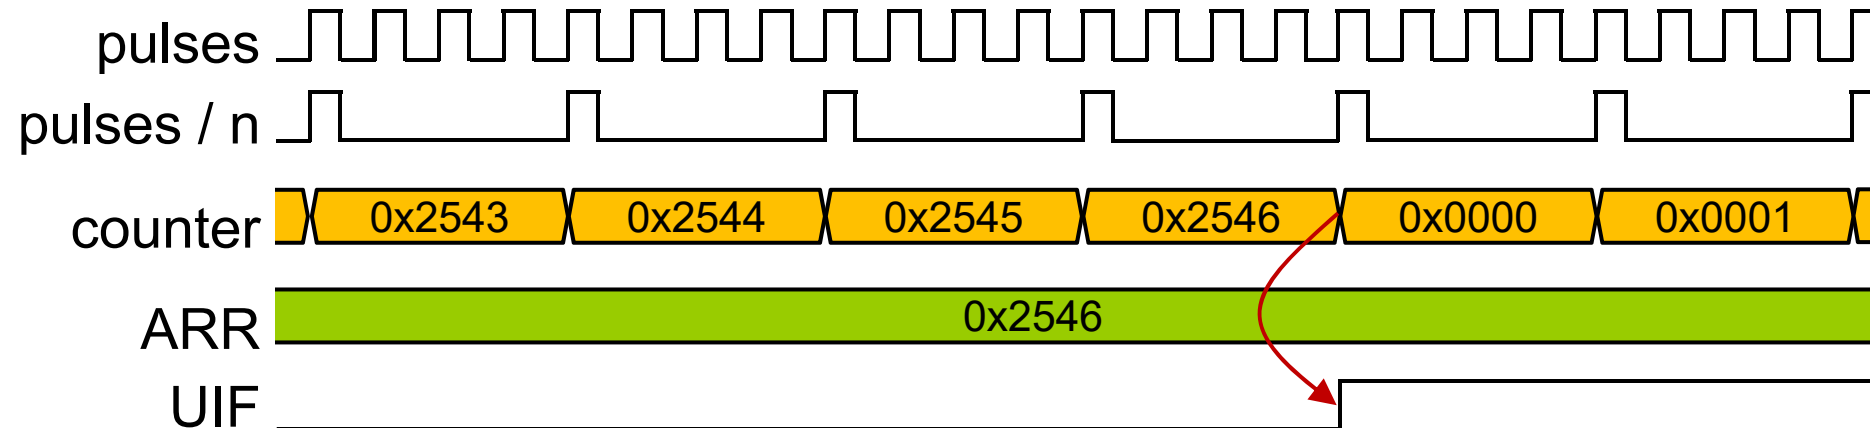 pulses
pulses / n
counter 0x2543 0x2544 0x2545 0x2546 0x0000 0x0001
ARR 0x2546
UIF